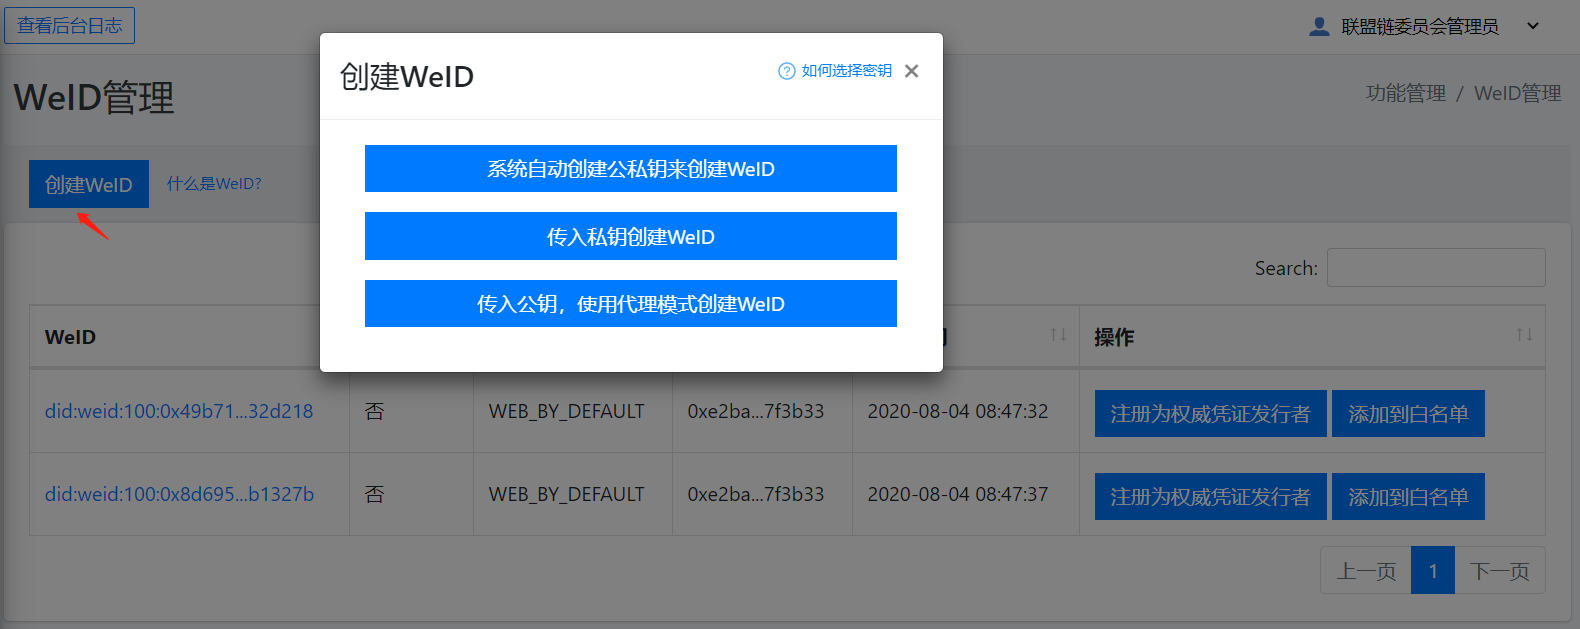 查看后台日志
联盟链委员会管理员
WeID管理
功能管理 / WeID管理
创建WeID
什么是WeID?
创建WeID
如何选择密钥
系统自动创建公私钥来创建WeID
传入私钥创建WeID
传入公钥，使用代理模式创建WeID
Search:
WeID 操作
did:weid:100:0x49b71...32d218 否 WEB_BY_DEFAULT 0xe2ba...7f3b33 2020-08-04 08:47:32 注册为权威凭证发行者 添加到白名单
did:weid:100:0x8d695...b1327b 否 WEB_BY_DEFAULT 0xe2ba...7f3b33 2020-08-04 08:47:37 注册为权威凭证发行者 添加到白名单
上一页 1 下一页